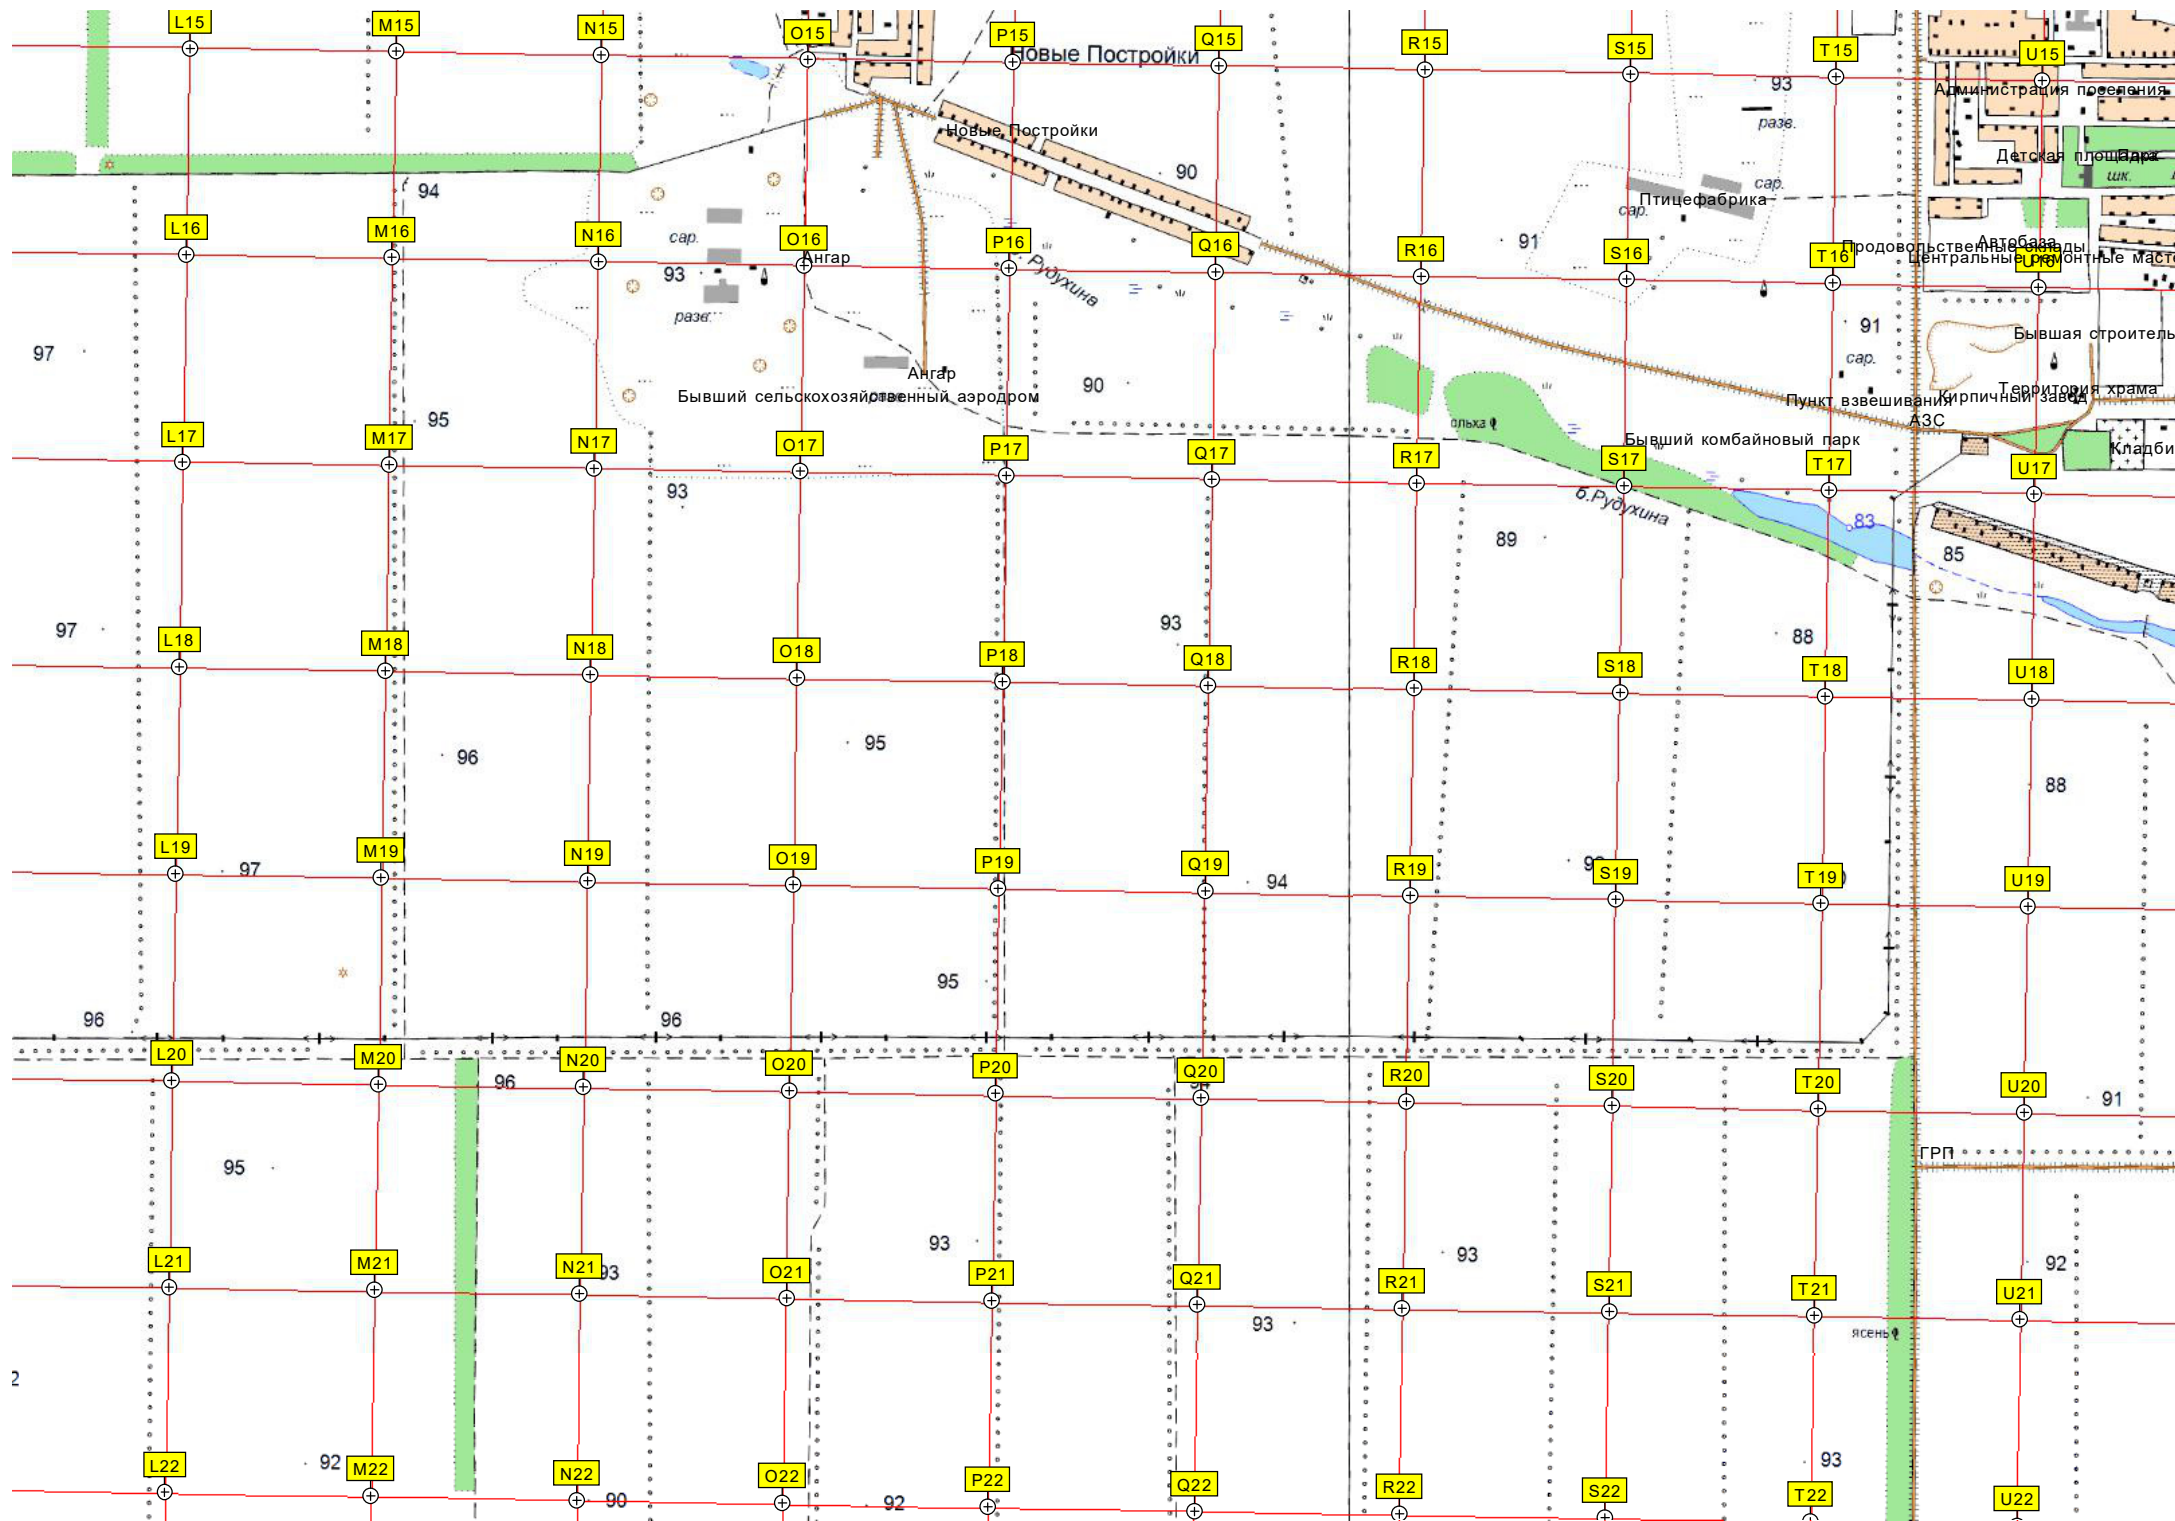 L15 M15 N15 O15 P15 Q15 R15 S15 T15 U15
Новые Постройки
93
Администрация поселения
разв.
Новые Постройки
Детская площадка
Парк
шк.
90
94
сар.
Птицефабрика
сар.
L16 M16 N16 O16 P16 Q16 R16 S16 T16 U16
сар.
91
Автобаза
Продовольственные склады
Ангар
Центральные ремонтные маст
93
Рудухина
разв.
91
Бывшая строитель
97
сар.
Ангар
90
Территория храма
Бывший сельскохозяйственный аэродром
разв.
Пункт взвешивания
Кирпичный завод
95
ольха
АЗС
Бывший комбайновый парк
Кладби
L17 M17 N17 O17 P17 Q17 R17 S17 T17 U17
93
б.Рудухина
83
89
85
97
93
88
L18 M18 N18 O18 P18 Q18 R18 S18 T18 U18
95
96
88
L19 M19 N19 O19 P19 Q19 R19 S19 T19 U19
97
94
95
96
96
L20 M20 N20 O20 P20 Q20 R20 S20 T20 U20
96
91
ГРП
95
93
93
92
L21 M21 N21 O21 P21 Q21 R21 S21 T21 U21
93
93
ясень
2
92
93
L22 M22 N22 O22 P22 Q22 R22 S22 T22 U22
90
92